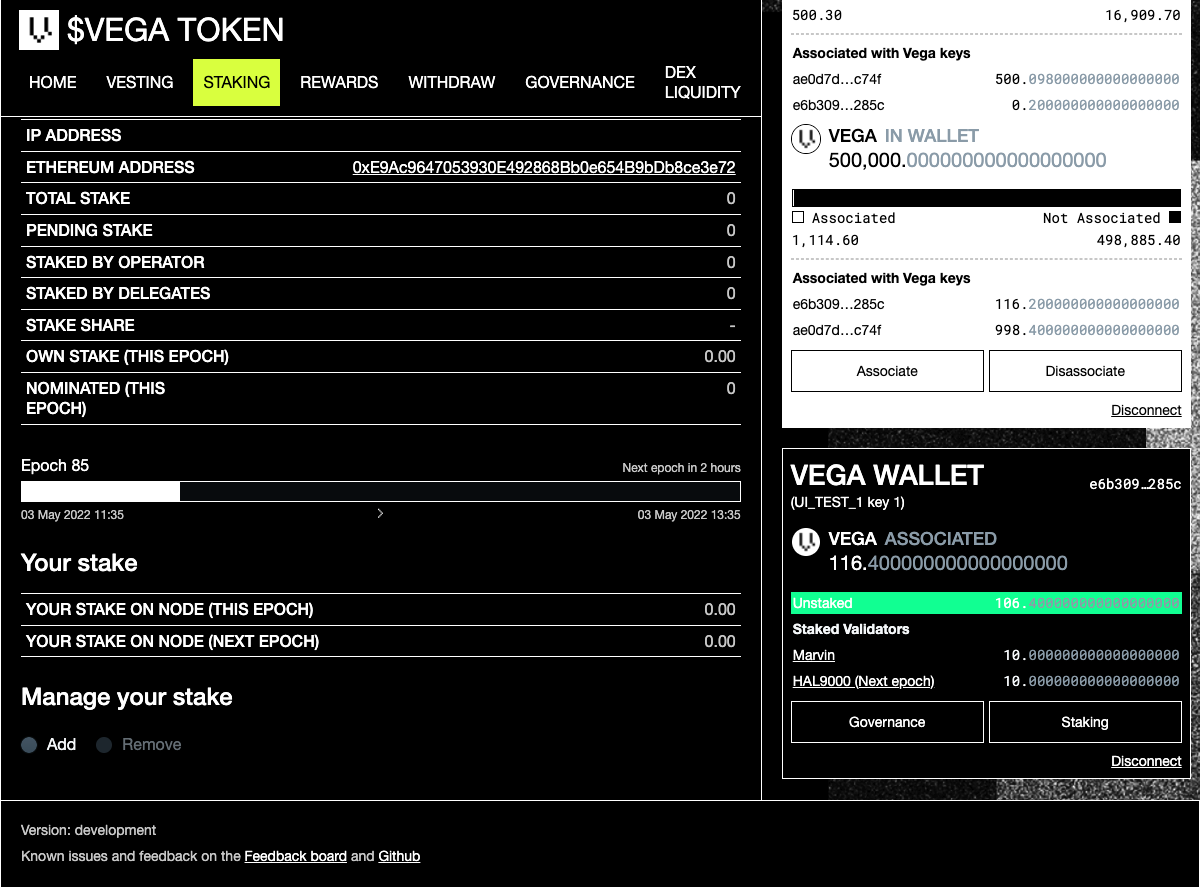 $VEGA TOKEN
HOME VESTING STAKING REWARDS WITHDRAW GOVERNANCE DEX LIQUIDITY
IP ADDRESS
ETHEREUM ADDRESS 0xE9Ac9647053930E492868Bb0e654B9bDb8ce3e72
TOTAL STAKE 0
PENDING STAKE 0
STAKED BY OPERATOR 0
STAKED BY DELEGATES 0
STAKE SHARE -
OWN STAKE (THIS EPOCH) 0.00
NOMINATED (THIS
EPOCH) 0
Epoch 85 Next epoch in 2 hours
03 May 2022 11:35 03 May 2022 13:35
Your stake
YOUR STAKE ON NODE (THIS EPOCH) 0.00
YOUR STAKE ON NODE (NEXT EPOCH) 0.00
Manage your stake
Add Remove
500.30 16,909.70
Associated with Vega keys
ae0d7d…c74f 500.098000000000000000
e6b309…285c 0.200000000000000000
VEGA IN WALLET
500,000.000000000000000000
Associated Not Associated
1,114.60 498,885.40
Associated with Vega keys
e6b309…285c 116.200000000000000000
ae0d7d…c74f 998.400000000000000000
Associate Disassociate
Disconnect
VEGA WALLET e6b309…285c
(UI_TEST_1 key 1)
VEGA ASSOCIATED
116.400000000000000000
Unstaked 106.400000000000000000
Staked Validators
Marvin 10.000000000000000000
HAL9000 (Next epoch) 10.000000000000000000
Governance Staking
Disconnect
Version: development
Known issues and feedback on the Feedback board and Github